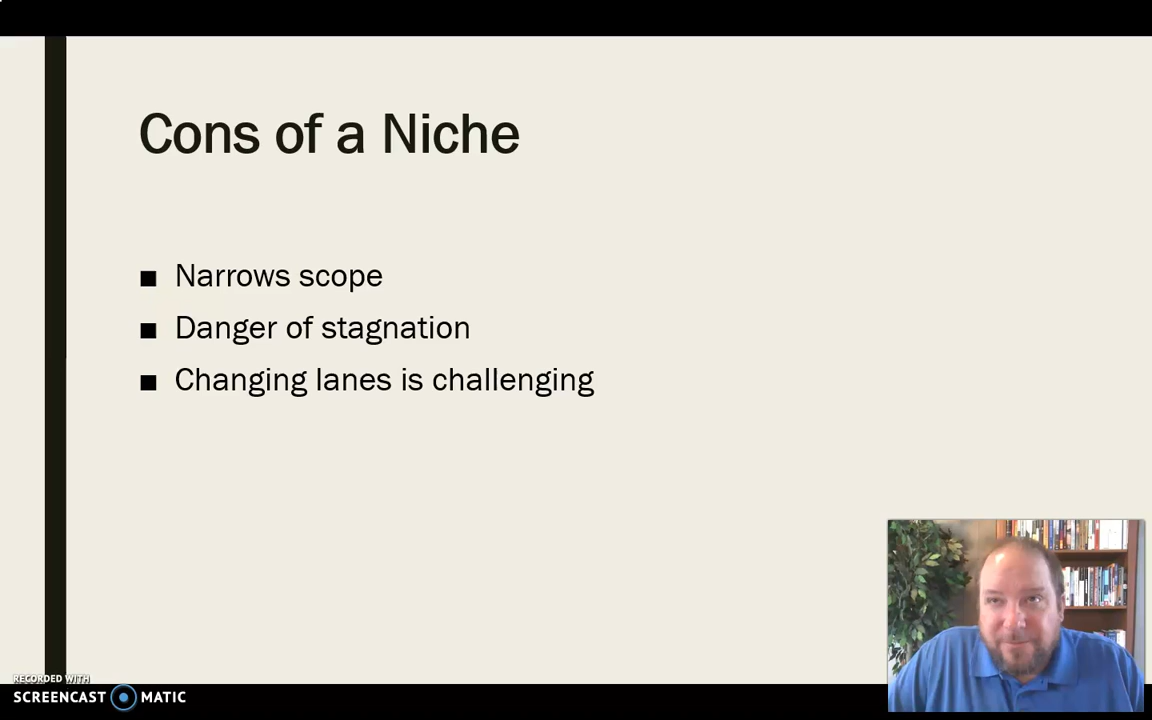 Cons of a Niche
■ Narrows scope
■ Danger of stagnation
■ Changing lanes is challenging
RECORDED WITH
SCREENCAST MATIC